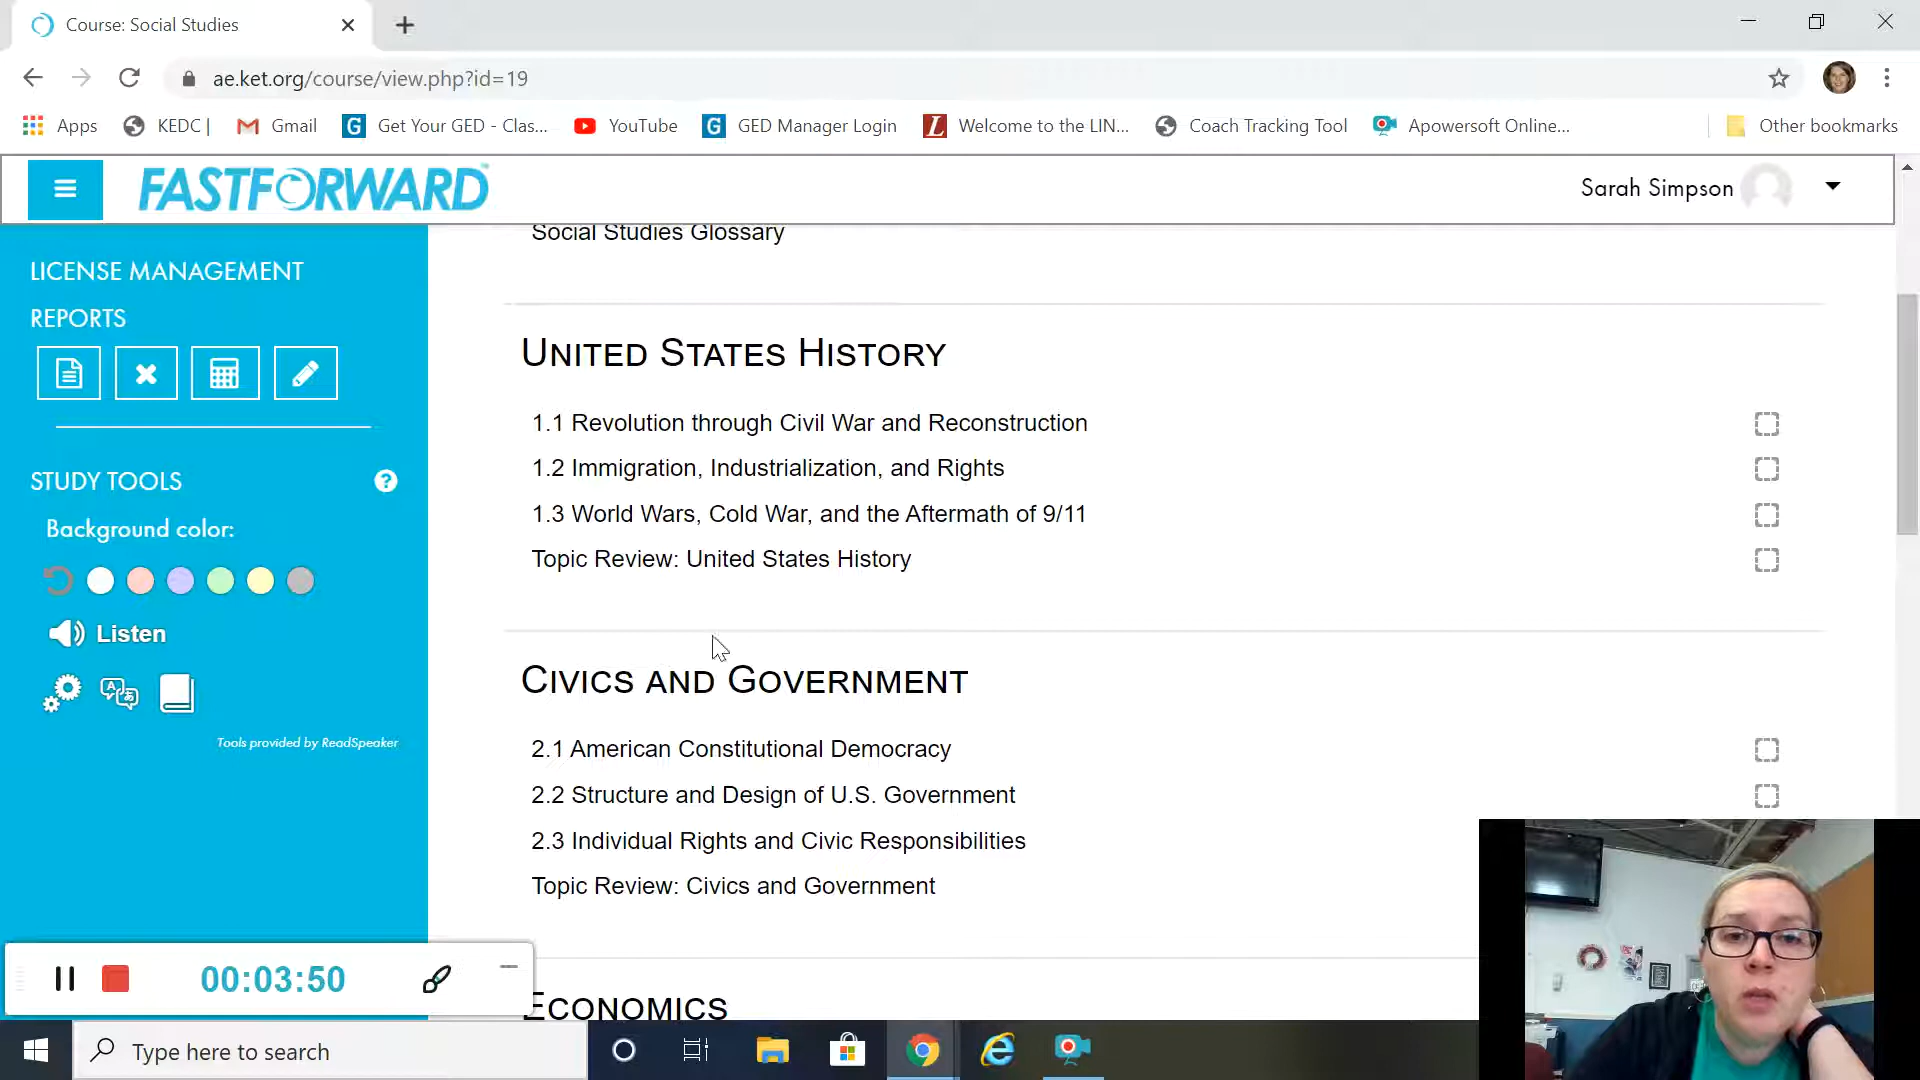 Course: Social Studies
ae.ket.org/course/view.php?id=19
Apps
KEDC |
Gmail
Get Your GED - Clas...
YouTube
GED Manager Login
Welcome to the LIN...
Coach Tracking Tool
Apowersoft Online...
Other bookmarks
FASTFORWARD
Sarah Simpson
LICENSE MANAGEMENT
REPORTS
STUDY TOOLS
Background color:
Listen
Tools provided by ReadSpeaker
Social Studies Glossary
UNITED STATES HISTORY
1.1 Revolution through Civil War and Reconstruction
1.2 Immigration, Industrialization, and Rights
1.3 World Wars, Cold War, and the Aftermath of 9/11
Topic Review: United States History
CIVICS AND GOVERNMENT
2.1 American Constitutional Democracy
2.2 Structure and Design of U.S. Government
2.3 Individual Rights and Civic Responsibilities
Topic Review: Civics and Government
ECONOMICS
00:03:50
Type here to search